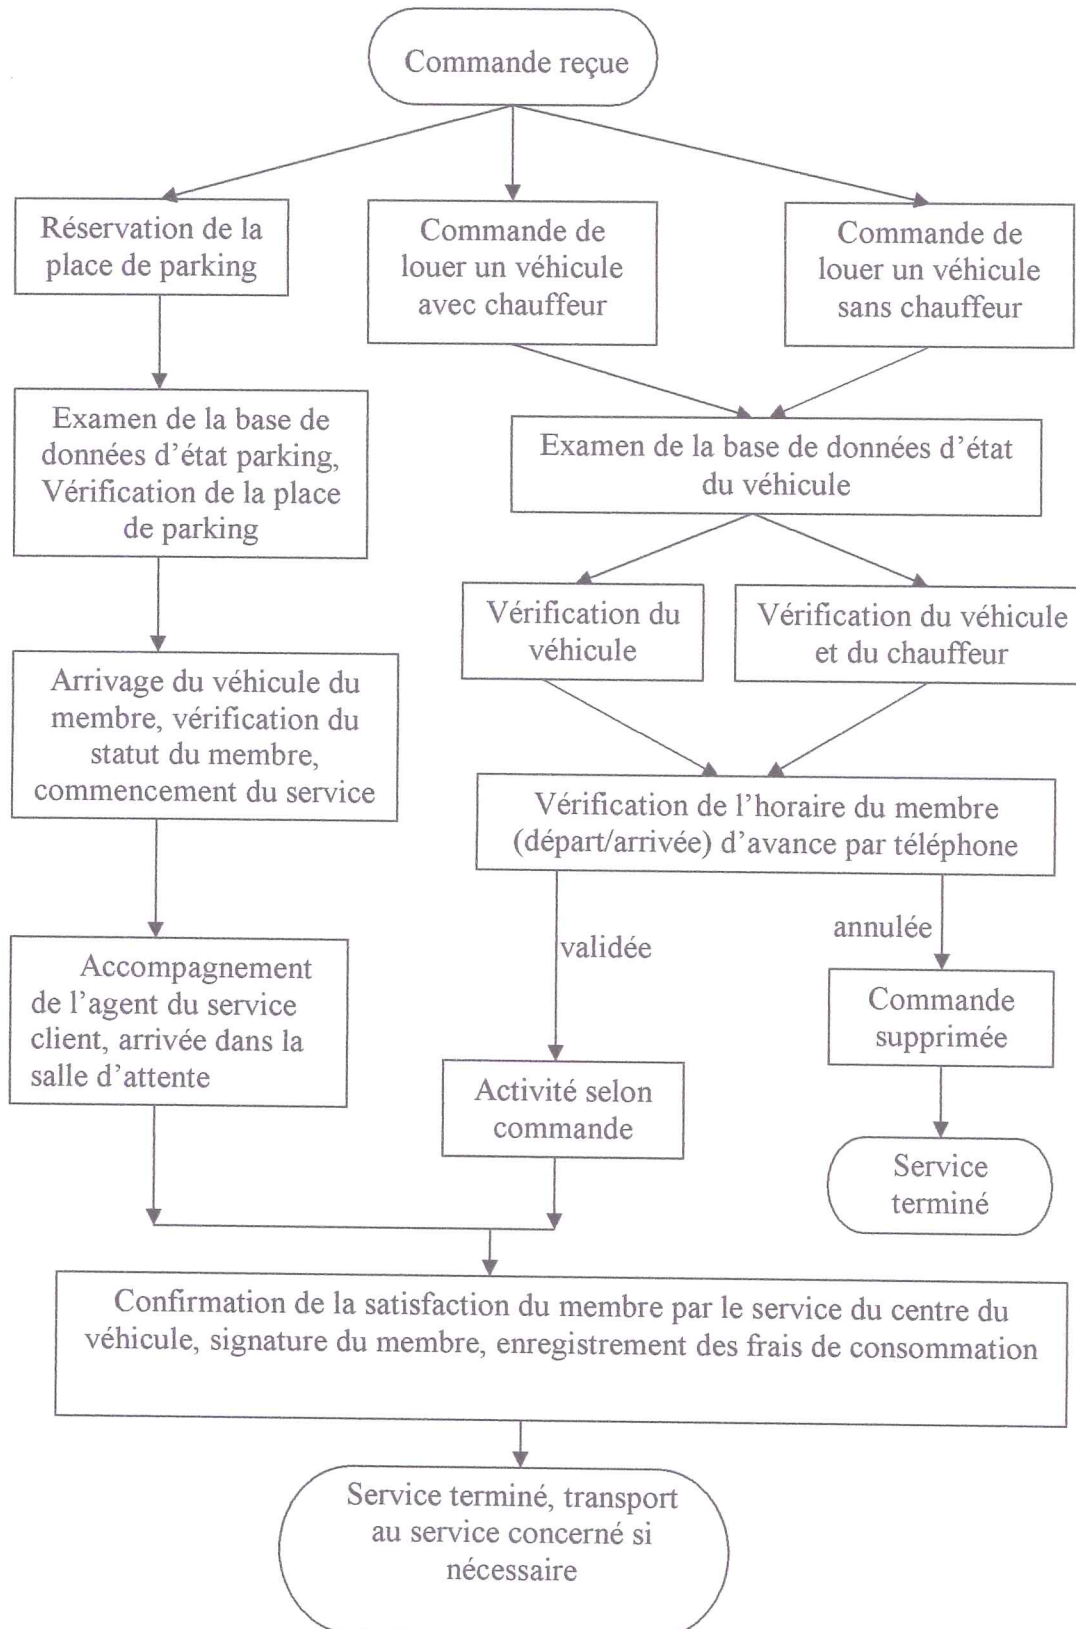 Commande reçue
Réservation de la
place de parking
Commande de
louer un véhicule
avec chauffeur
Commande de
louer un véhicule
sans chauffeur
Examen de la base de
données d'état parking,
Vérification de la place
de parking
Examen de la base de données d'état
du véhicule
Vérification du
véhicule
Vérification du véhicule
et du chauffeur
Arrivage du véhicule du
membre, vérification du
statut du membre,
commencement du service
Vérification de l'horaire du membre
(départ/arrivée) d'avance par téléphone
validée
annulée
Accompagnement
de l'agent du service
client, arrivée dans la
salle d'attente
Commande
supprimée
Activité selon
commande
Service
terminé
Confirmation de la satisfaction du membre par le service du centre du
véhicule, signature du membre, enregistrement des frais de consommation
Service terminé, transport
au service concerné si
nécessaire